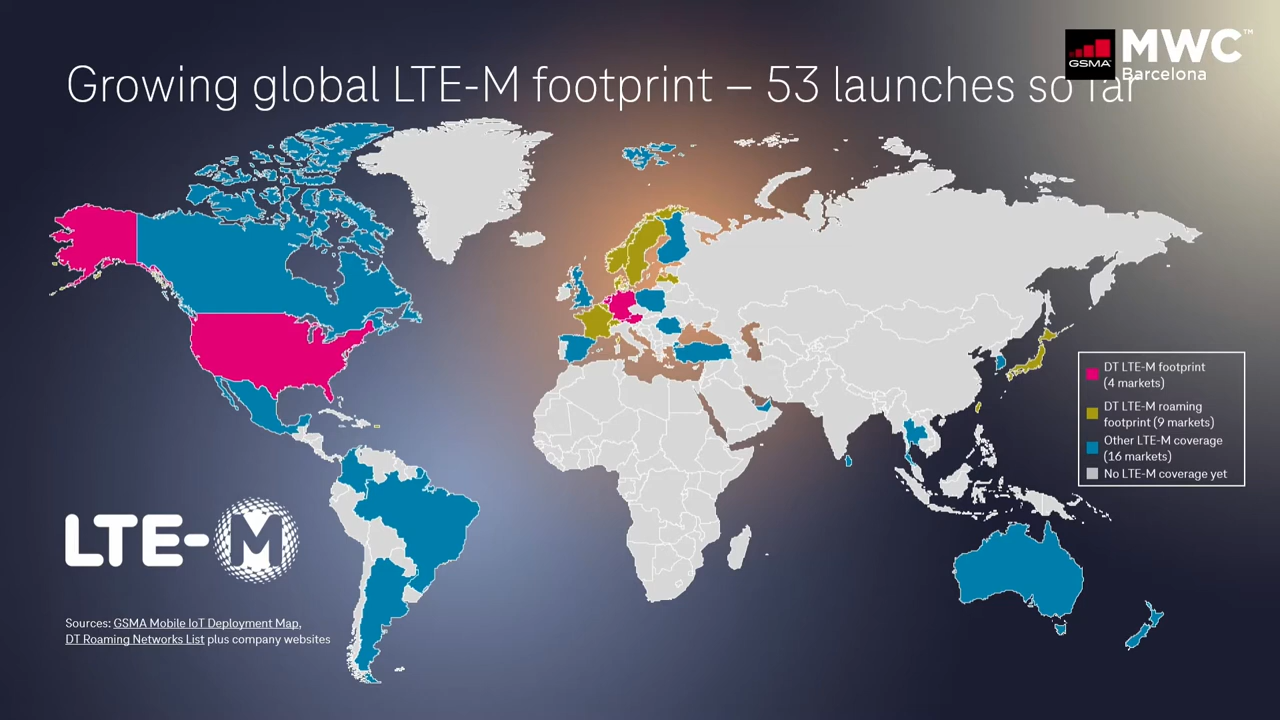 GSMA™
MWC™
Barcelona
Growing global LTE-M footprint – 53 launches so far
DT LTE-M footprint
(4 markets)
DT LTE-M roaming
footprint (9 markets)
Other LTE-M coverage
(16 markets)
No LTE-M coverage yet
LTE-M
Sources: GSMA Mobile IoT Deployment Map,
DT Roaming Networks List plus company websites